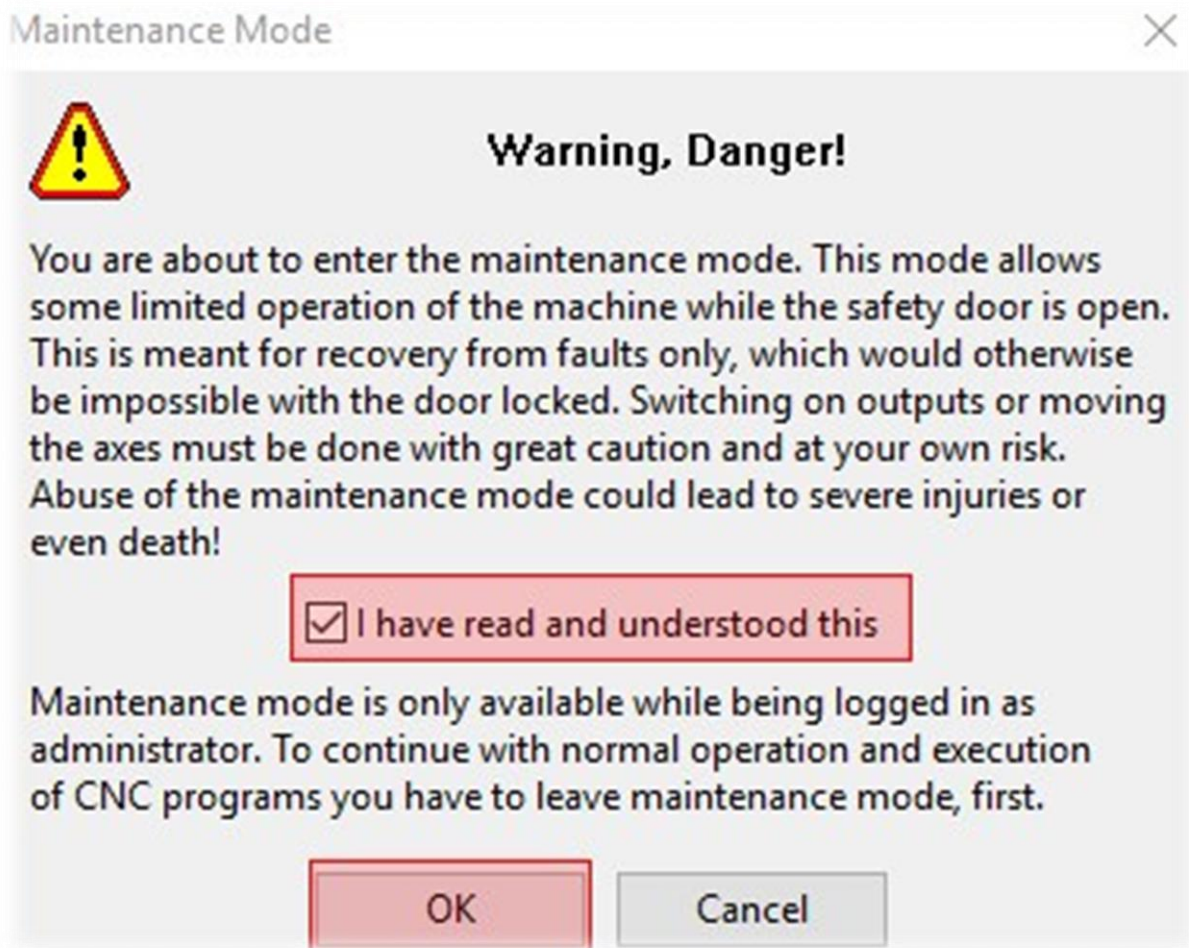 Maintenance Mode
Warning, Danger!
You are about to enter the maintenance mode. This mode allows
some limited operation of the machine while the safety door is open.
This is meant for recovery from faults only, which would otherwise
be impossible with the door locked. Switching on outputs or moving
the axes must be done with great caution and at your own risk.
Abuse of the maintenance mode could lead to severe injuries or
even death!
I have read and understood this
Maintenance mode is only available while being logged in as
administrator. To continue with normal operation and execution
of CNC programs you have to leave maintenance mode, first.
OK Cancel